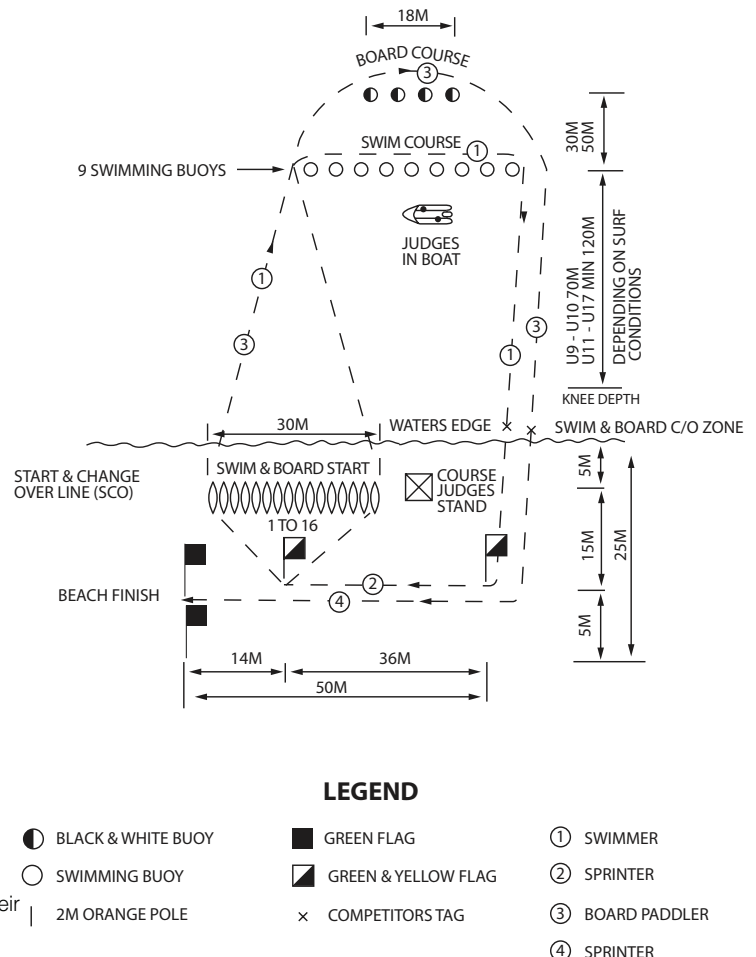 18M
BOARD COURSE
3
30M
50M
SWIM COURSE
1
9 SWIMMING BUOYS
JUDGES
IN BOAT
U9 - U10 70M
U11 - U17 MIN 120M
DEPENDING ON SURF
CONDITIONS
1
3
3
1
KNEE DEPTH
30M
WATERS EDGE
SWIM & BOARD C/O ZONE
START & CHANGE
OVER LINE (SCO)
SWIM & BOARD START
COURSE
JUDGES
STAND
1 TO 16
5M
15M
25M
5M
2
BEACH FINISH
4
14M
36M
50M
LEGEND
BLACK & WHITE BUOY
GREEN FLAG
1 SWIMMER
SWIMMING BUOY
GREEN & YELLOW FLAG
2 SPRINTER
eir
2M ORANGE POLE
x COMPETITORS TAG
3 BOARD PADDLER
4 SPRINTER